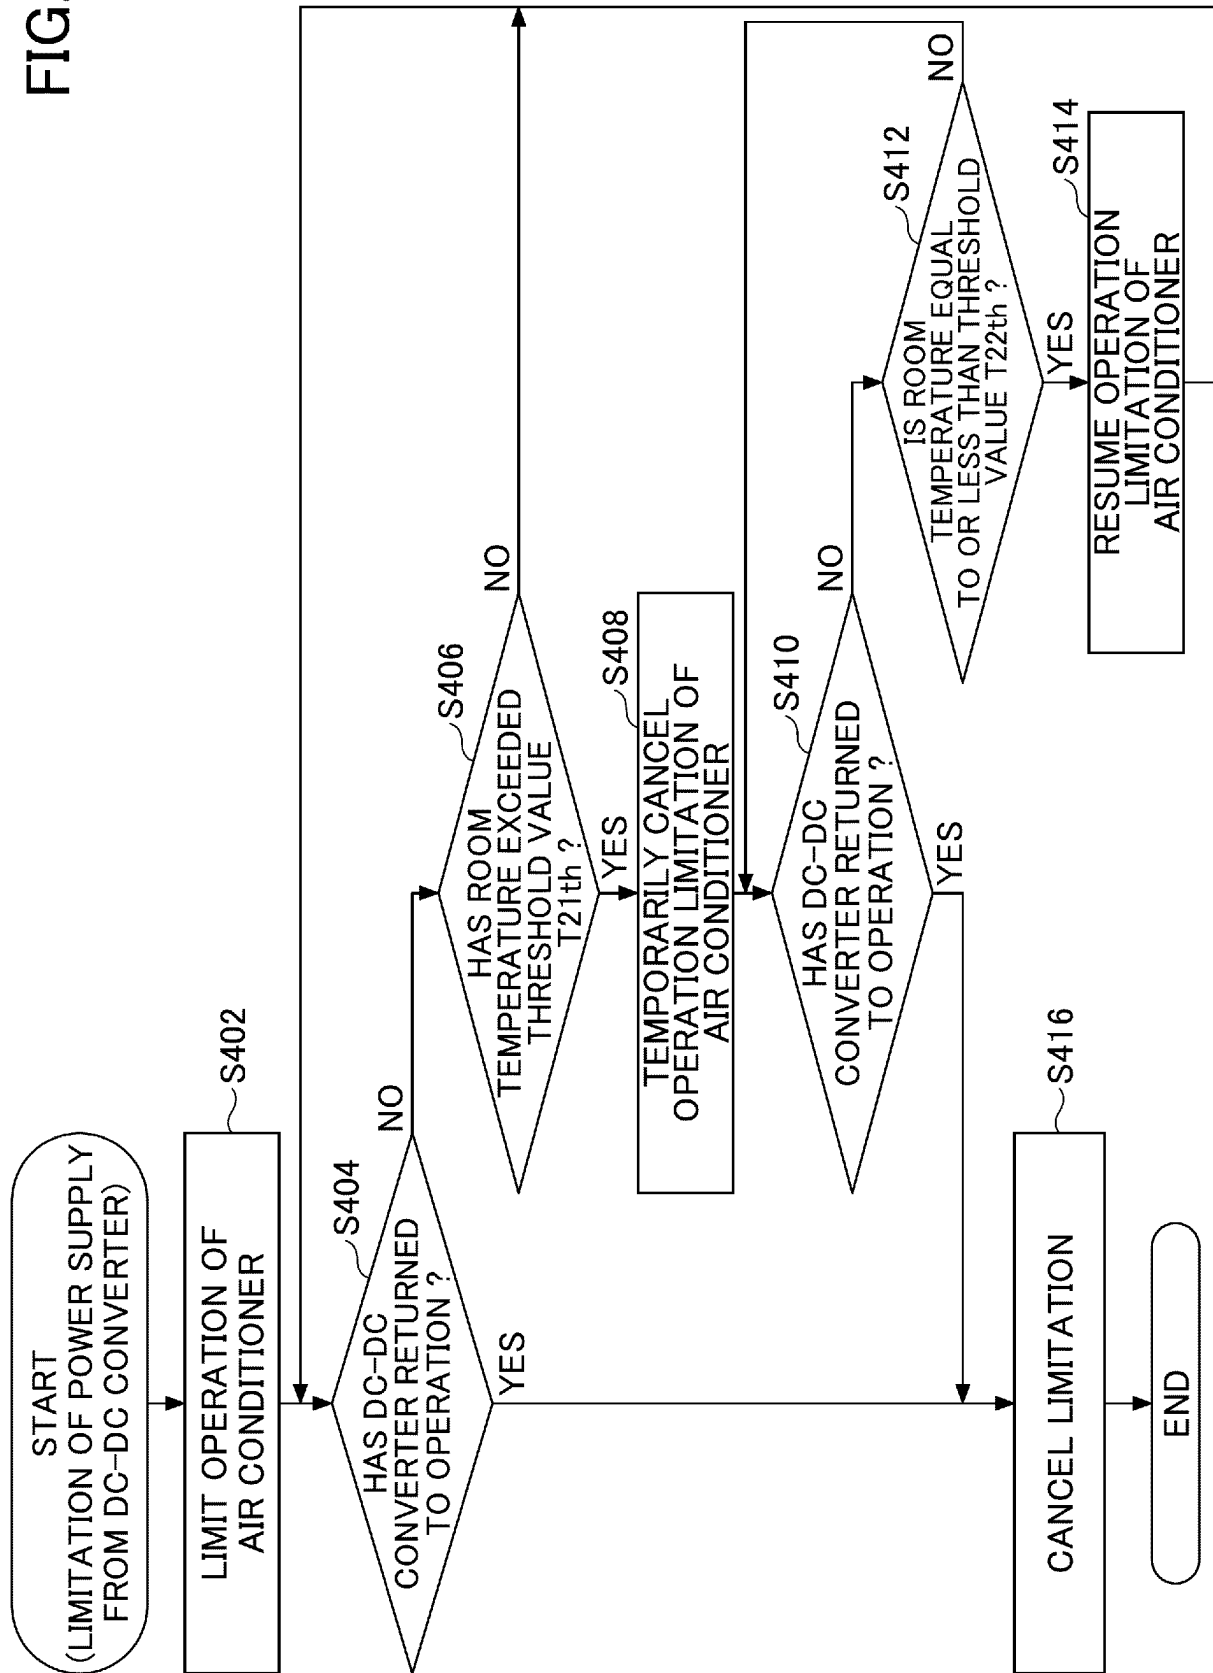 FIG.
START
(LIMITATION OF POWER SUPPLY
FROM DC-DC CONVERTER)
LIMIT OPERATION OF
AIR CONDITIONER
S402
HAS DC-DC
CONVERTER RETURNED
TO OPERATION ?
S404
NO
YES
HAS ROOM
TEMPERATURE EXCEEDED
THRESHOLD VALUE
T21th ?
S406
NO
YES
TEMPORARILY CANCEL
OPERATION LIMITATION OF
AIR CONDITIONER
S408
HAS DC-DC
CONVERTER RETURNED
TO OPERATION ?
S410
NO
YES
IS ROOM
TEMPERATURE EQUAL
TO OR LESS THAN THRESHOLD
VALUE T22th ?
S412
NO
YES
RESUME OPERATION
LIMITATION OF
AIR CONDITIONER
S414
CANCEL LIMITATION
S416
END